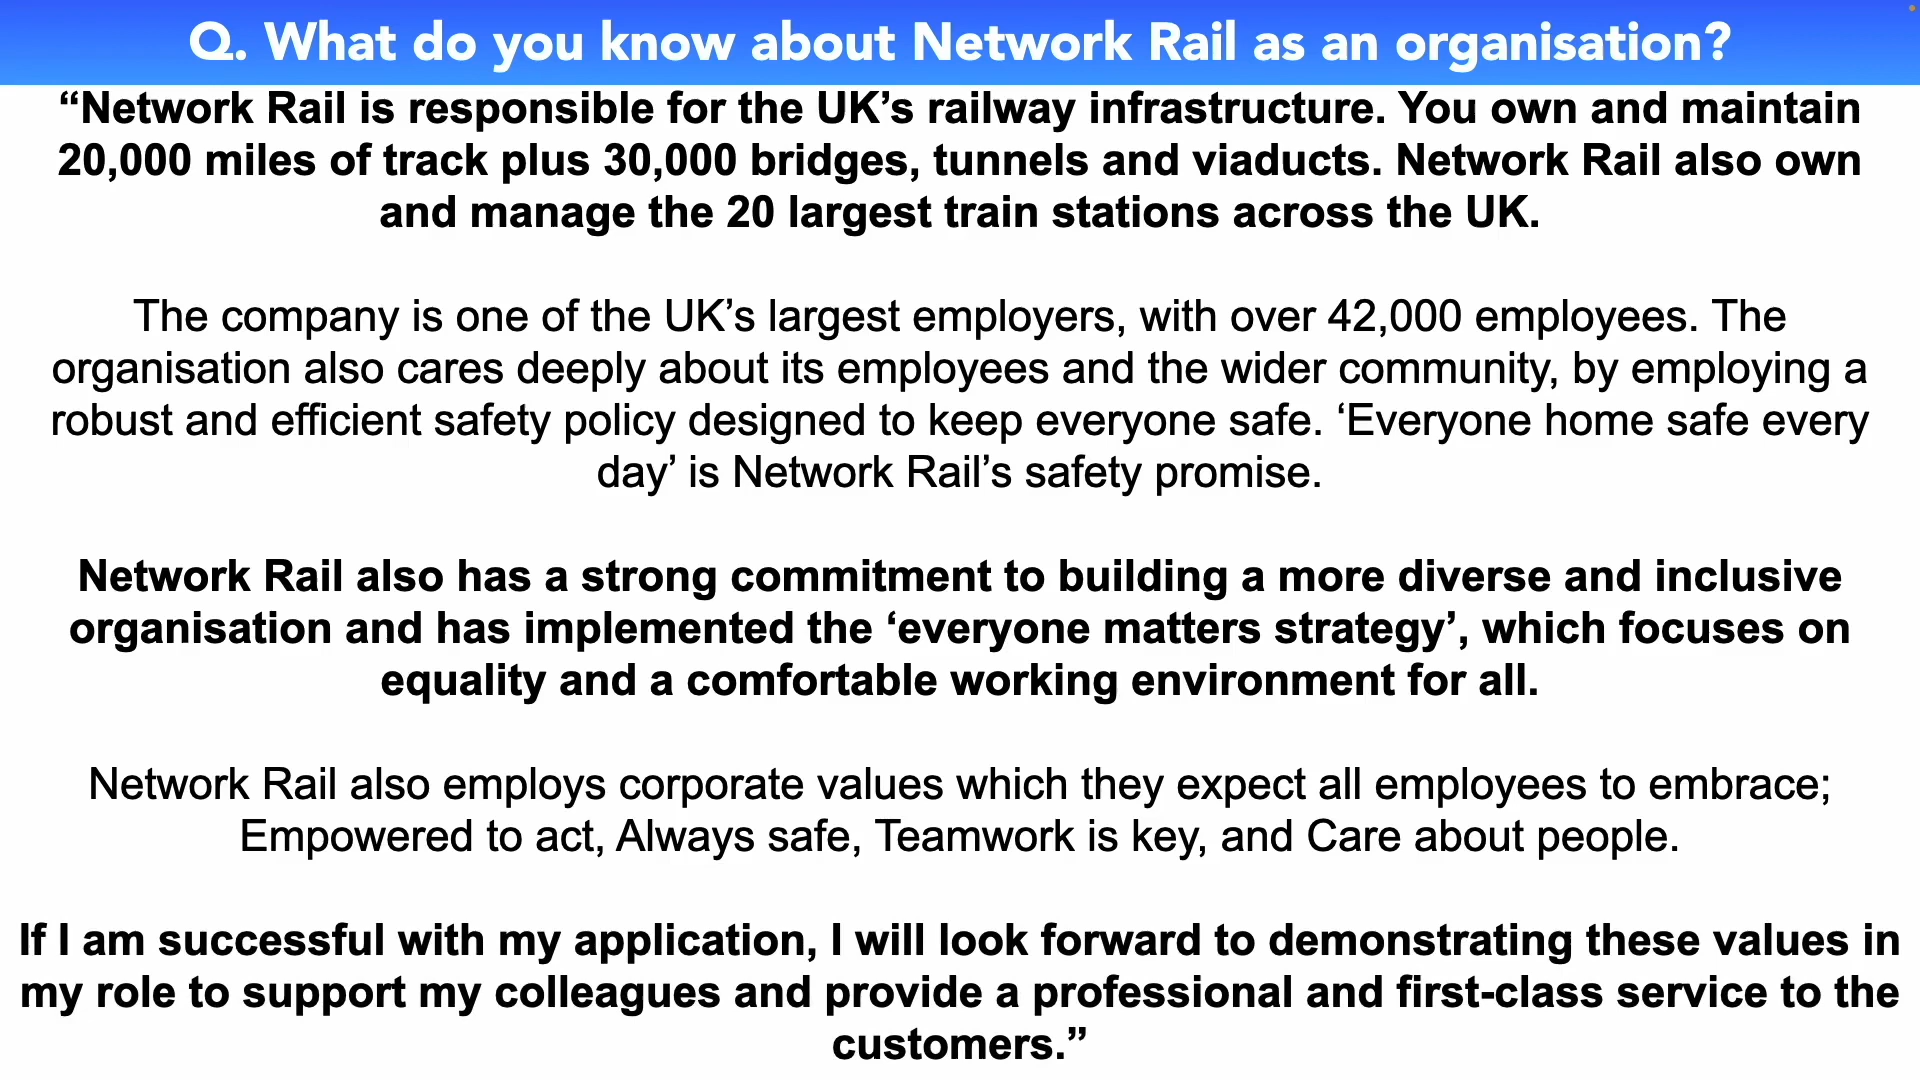 Q. What do you know about Network Rail as an organisation?
“Network Rail is responsible for the UK’s railway infrastructure. You own and maintain
20,000 miles of track plus 30,000 bridges, tunnels and viaducts. Network Rail also own
and manage the 20 largest train stations across the UK.
The company is one of the UK’s largest employers, with over 42,000 employees. The
organisation also cares deeply about its employees and the wider community, by employing a
robust and efficient safety policy designed to keep everyone safe. ‘Everyone home safe every
day’ is Network Rail’s safety promise.
Network Rail also has a strong commitment to building a more diverse and inclusive
organisation and has implemented the ‘everyone matters strategy’, which focuses on
equality and a comfortable working environment for all.
Network Rail also employs corporate values which they expect all employees to embrace;
Empowered to act, Always safe, Teamwork is key, and Care about people.
If I am successful with my application, I will look forward to demonstrating these values in
my role to support my colleagues and provide a professional and first-class service to the
customers.”